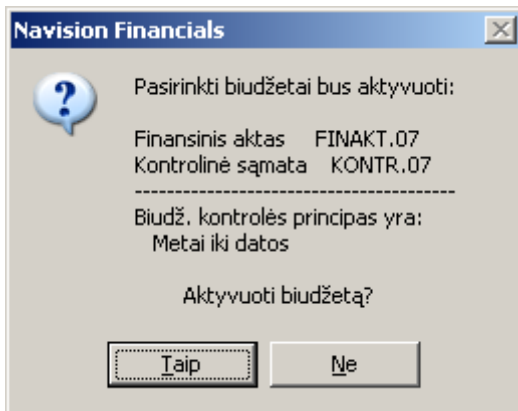 Navision Financials
Pasirinkti biudžetai bus aktyvuoti:
Finansinis aktas FINAKT.07
Kontrolinė sąmata KONTR.07
----------------------------------------
Biudž. kontrolės principas yra:
Metai iki datos
Aktyvuoti biudžetą?
Taip Ne